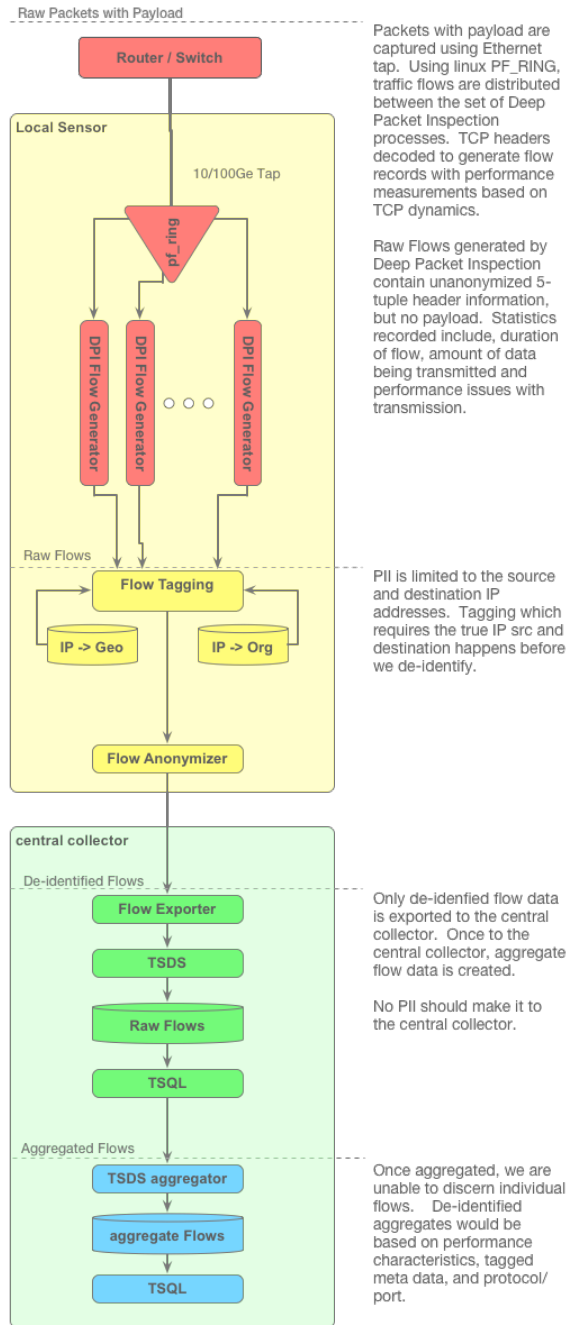 Raw Packets with Payload
Router / Switch
Packets with payload are
captured using Ethernet
tap.  Using linux PF_RING,
traffic flows are distributed
between the set of Deep
Packet Inspection
processes.  TCP headers
decoded to generate flow
records with performance
measurements based on
TCP dynamics.
Raw Flows generated by
Deep Packet Inspection
contain unanonymized 5-
tuple header information,
but no payload.  Statistics
recorded include, duration
of flow, amount of data
being transmitted and
performance issues with
transmission.
Local Sensor
10/100Ge Tap
pf_ring
DPI Flow Generator
DPI Flow Generator
DPI Flow Generator
Raw Flows
Flow Tagging
IP -> Geo
IP -> Org
PII is limited to the source
and destination IP
addresses.  Tagging which
requires the true IP src and
destination happens before
we de-identify.
Flow Anonymizer
central collector
De-identified Flows
Flow Exporter
TSDS
Raw Flows
TSQL
Only de-idenfied flow data
is exported to the central
collector.  Once to the
central collector, aggregate
flow data is created.
No PII should make it to
the central collector.
Aggregated Flows
TSDS aggregator
aggregate Flows
TSQL
Once aggregated, we are
unable to discern individual
flows.    De-identified
aggregates would be
based on performance
characteristics, tagged
meta data, and protocol/
port.